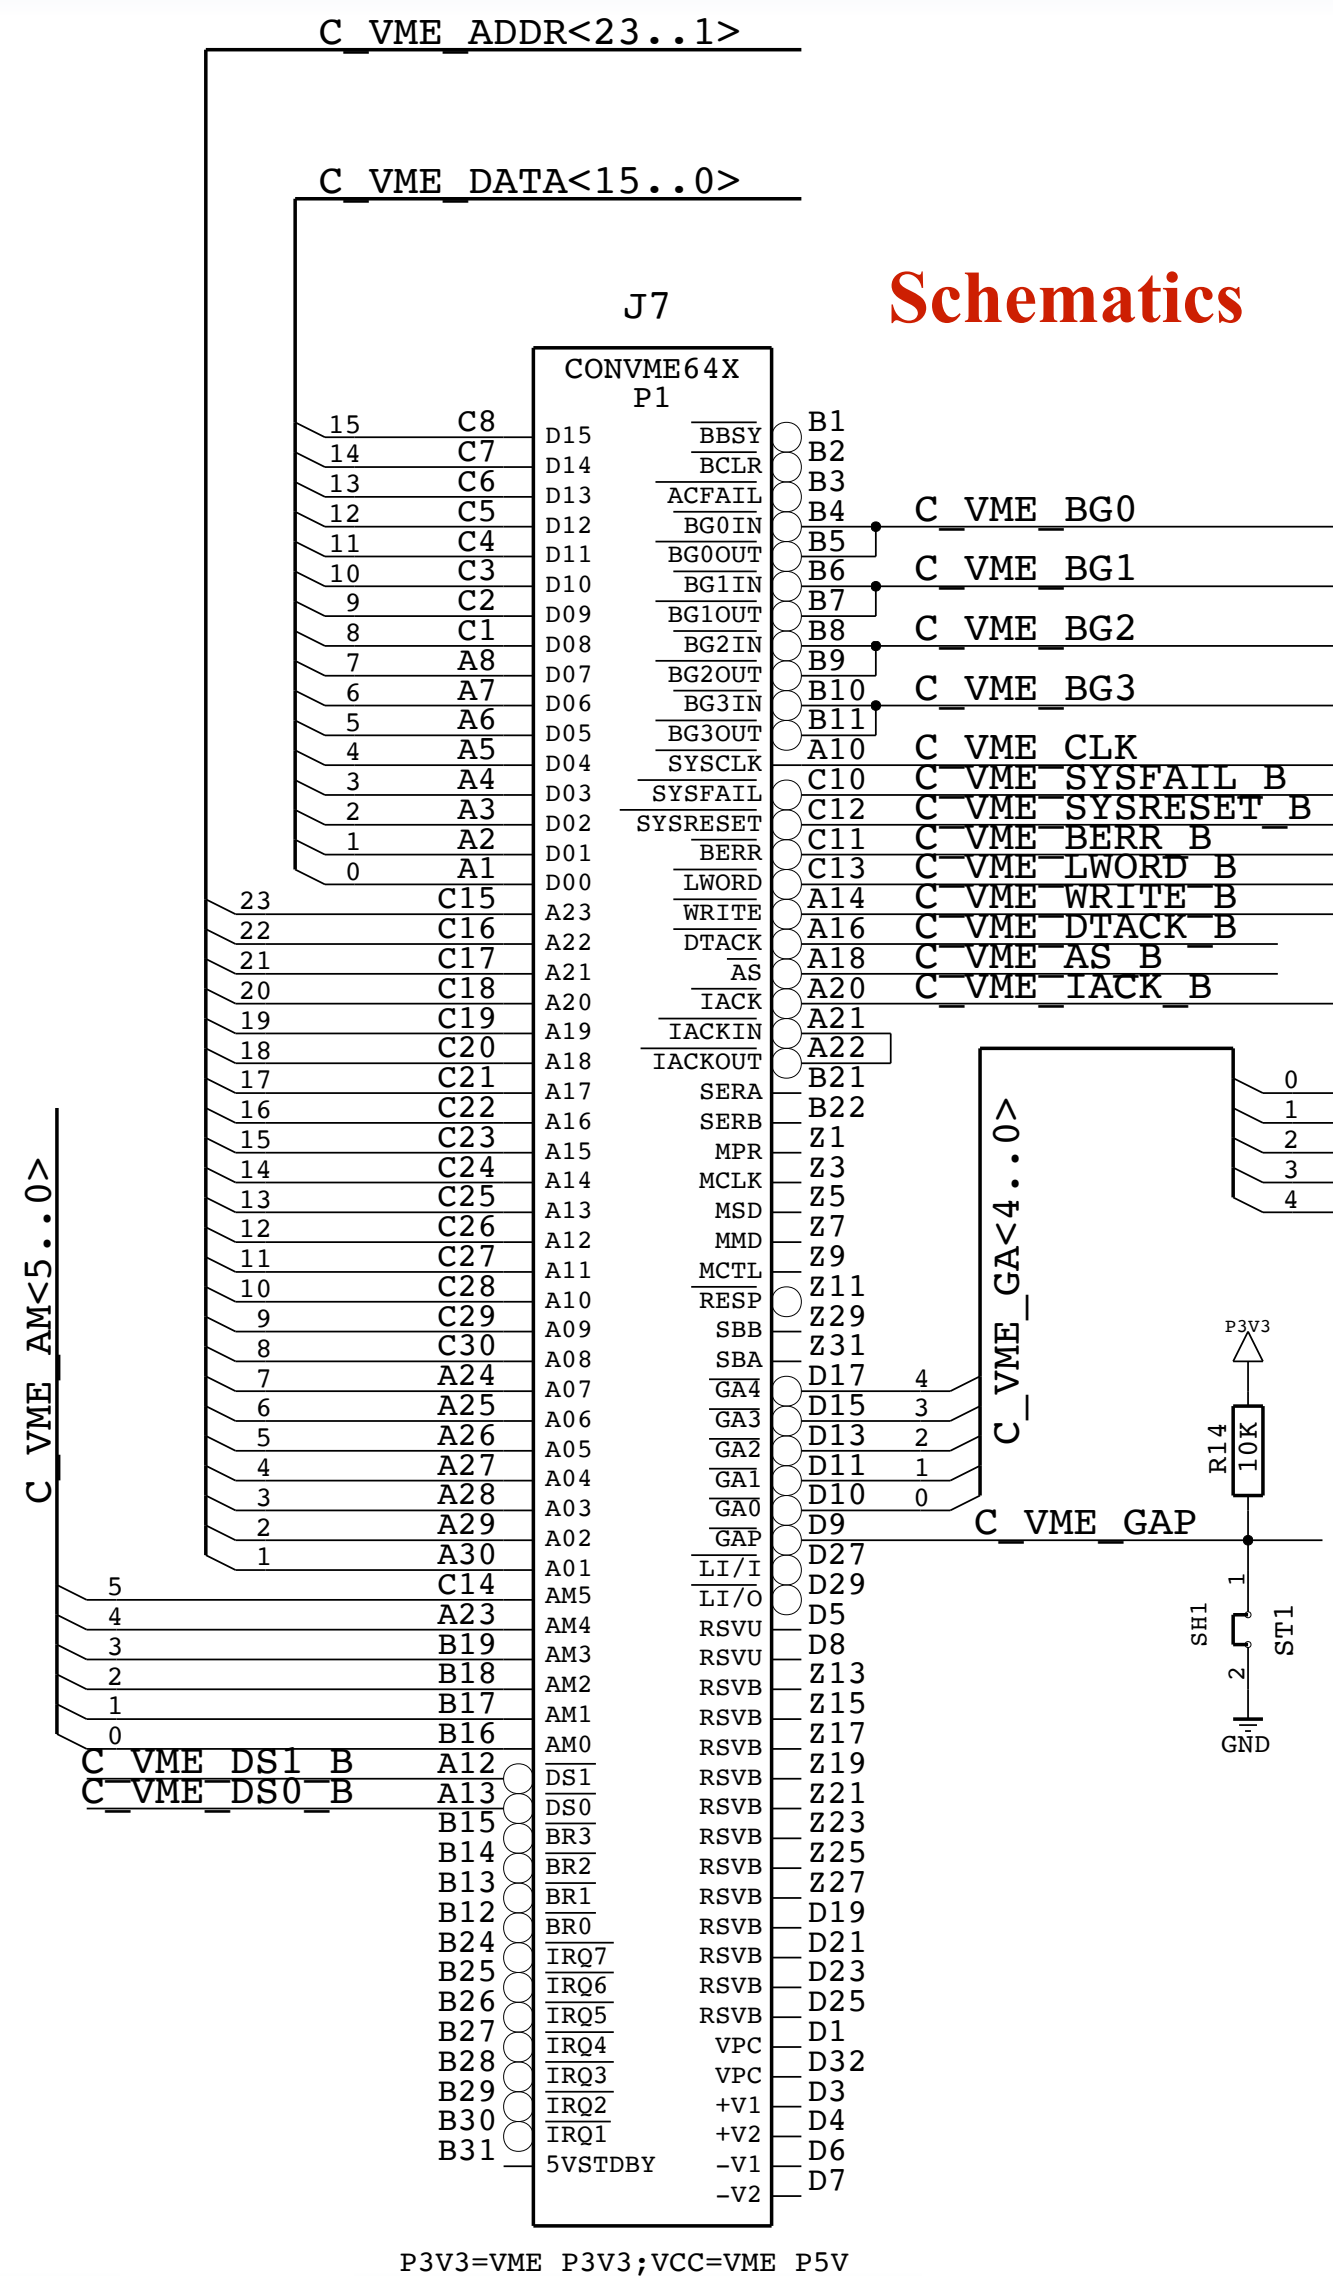 C_VME_ADDR<23..1>
C_VME_DATA<15..0>
Schematics
J7
CONVME64X
P1
15 C8 D15 BBSY B1
14 C7 D14 BCLR B2
13 C6 D13 ACFAIL B3
12 C5 D12 BG0IN B4 C_VME_BG0
11 C4 D11 BG0OUT B5
10 C3 D10 BG1IN B6 C_VME_BG1
9 C2 D09 BG1OUT B7
8 C1 D08 BG2IN B8 C_VME_BG2
7 A8 D07 BG2OUT B9
6 A7 D06 BG3IN B10 C_VME_BG3
5 A6 D05 BG3OUT B11
4 A5 D04 SYSCLK A10 C_VME_CLK
3 A4 D03 SYSFAIL C10 C_VME_SYSFAIL_B
2 A3 D02 SYSRESET C12 C_VME_SYSRESET_B
1 A2 D01 BERR C11 C_VME_BERR_B
0 A1 D00 LWORD C13 C_VME_LWORD_B
23 C15 A23 WRITE A14 C_VME_WRITE_B
22 C16 A22 DTACK A16 C_VME_DTACK_B
21 C17 A21 AS A18 C_VME_AS_B
20 C18 A20 IACK A20 C_VME_IACK_B
19 C19 A19 IACKIN A21
18 C20 A18 IACKOUT A22
17 C21 A17 SERA B21 0
16 C22 A16 SERB B22 1
15 C23 A15 MPR Z1 2
14 C24 A14 MCLK Z3 3
13 C25 A13 MSD Z5 4
12 C26 A12 MMD Z7
11 C27 A11 MCTL Z9
10 C28 A10 RESP Z11
9 C29 A09 SBB Z29
8 C30 A08 SBA Z31
7 A24 A07 GA4 D17 4
6 A25 A06 GA3 D15 3
5 A26 A05 GA2 D13 2
4 A27 A04 GA1 D11 1
3 A28 A03 GA0 D10 0
2 A29 A02 GAP D9 C_VME_GAP
1 A30 A01 LI/I D27
5 C14 AM5 LI/O D29
4 A23 AM4 RSVU D5
3 B19 AM3 RSVU D8
2 B18 AM2 RSVB Z13
1 B17 AM1 RSVB Z15
0 B16 AM0 RSVB Z17
C_VME_DS1_B A12 DS1 RSVB Z19
C_VME_DS0_B A13 DS0 RSVB Z21
B15 BR3 RSVB Z23
B14 BR2 RSVB Z25
B13 BR1 RSVB Z27
B12 BR0 RSVB D19
B24 IRQ7 RSVB D21
B25 IRQ6 RSVB D23
B26 IRQ5 RSVB D25
B27 IRQ4 VPC D1
B28 IRQ3 VPC D32
B29 IRQ2 +V1 D3
B30 IRQ1 +V2 D4
B31 5VSTDBY -V1 D6
-V2 D7
C_VME_AM<5..0>
C_VME_GA<4..0>
P3V3
R14
10K
1
SH1
ST1
2
GND
P3V3=VME P3V3;VCC=VME P5V